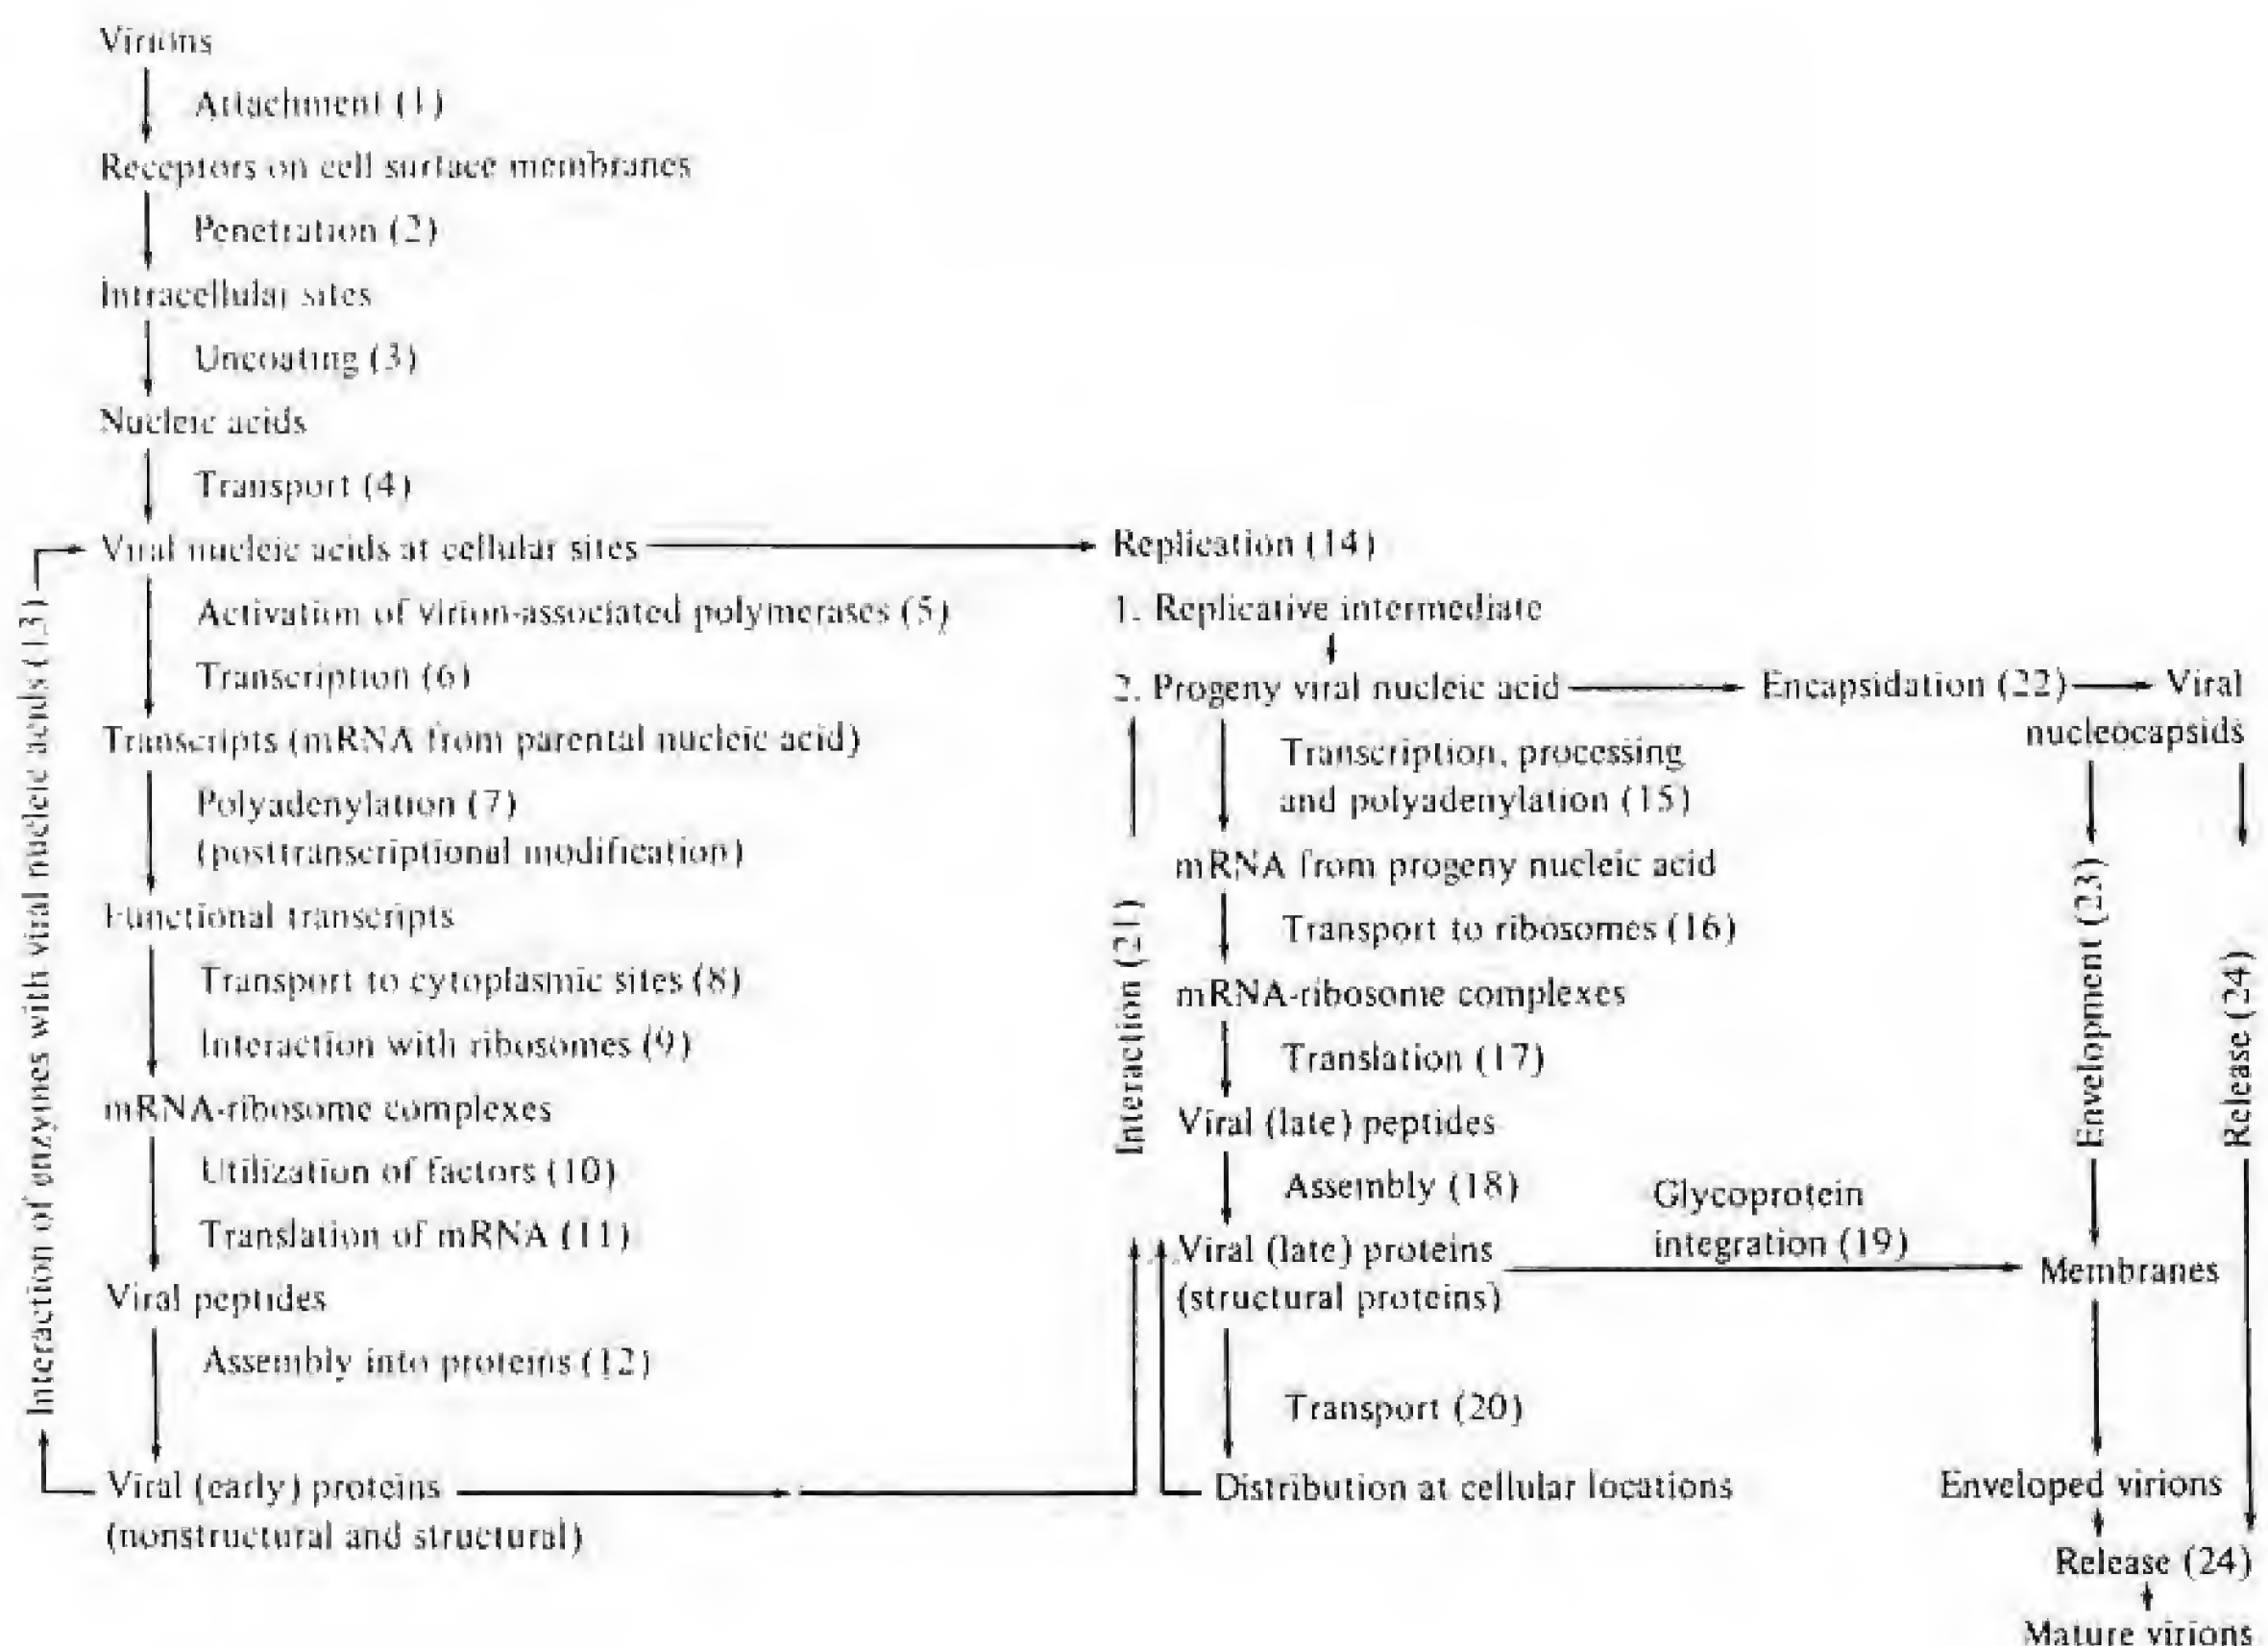 Virions
Attachment (1)
Receptors on cell surface membranes
Penetration (2)
Intracellular sites
Uncoating (3)
Nucleic acids
Transport (4)
Viral nucleic acids at cellular sites
Activation of virion-associated polymerases (5)
Transcription (6)
Transcripts (mRNA from parental nucleic acid)
Polyadenylation (7)
(posttranscriptional modification)
Functional transcripts
Transport to cytoplasmic sites (8)
Interaction with ribosomes (9)
mRNA-ribosome complexes
Utilization of factors (10)
Translation of mRNA (11)
Viral peptides
Assembly into proteins (12)
Viral (early) proteins
(nonstructural and structural)
Interaction of enzymes with viral nucleic acids (13)
Replication (14)
1. Replicative intermediate
2. Progeny viral nucleic acid
Transcription, processing
and polyadenylation (15)
mRNA from progeny nucleic acid
Transport to ribosomes (16)
mRNA-ribosome complexes
Translation (17)
Viral (late) peptides
Assembly (18)
Viral (late) proteins
(structural proteins)
Transport (20)
Distribution at cellular locations
Interaction (21)
Glycoprotein
integration (19)
Encapsidation (22)
Viral
nucleocapsids
Envelopment (23)
Release (24)
Membranes
Enveloped virions
Release (24)
Mature virions